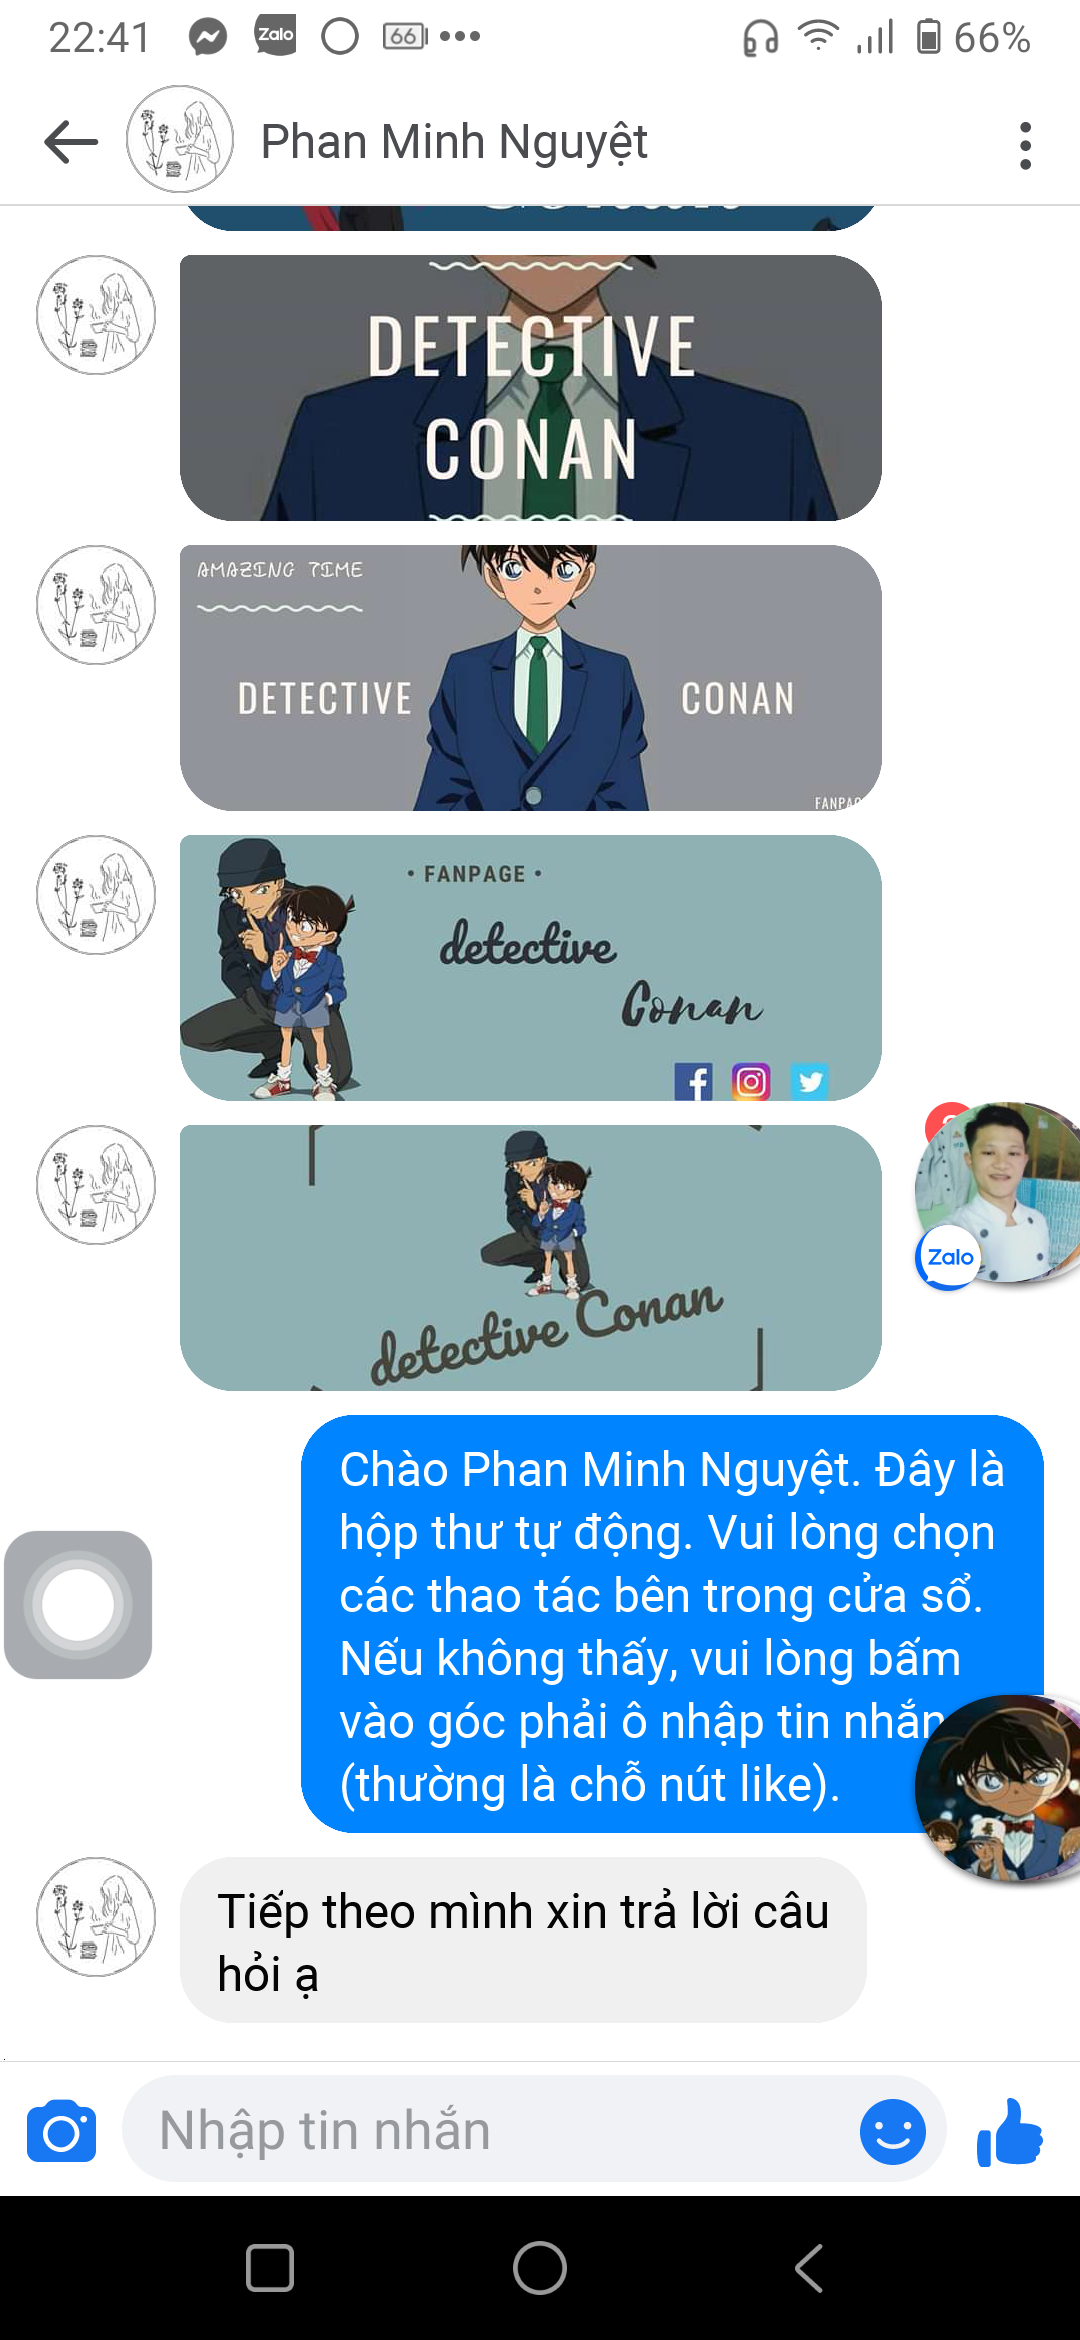 22:41
Zalo
66
66%
Phan Minh Nguyệt
DETECTIVE
CONAN
AMAZING TIME
DETECTIVE CONAN
• FANPAGE •
detective
Conan
detective Conan
Zalo
Chào Phan Minh Nguyệt. Đây là
hộp thư tự động. Vui lòng chọn
các thao tác bên trong cửa sổ.
Nếu không thấy, vui lòng bấm
vào góc phải ô nhập tin nhắn
(thường là chỗ nút like).
Tiếp theo mình xin trả lời câu
hỏi ạ
Nhập tin nhắn